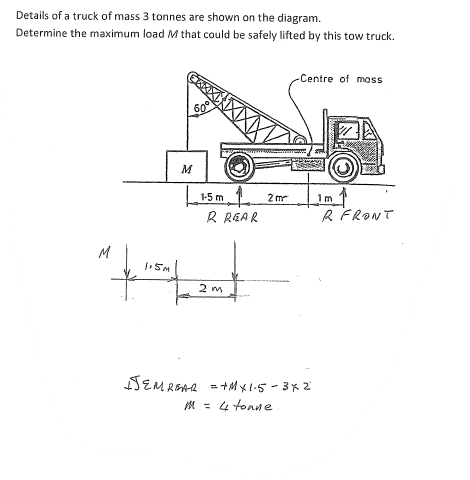 Details of a truck of mass 3 tonnes are shown on the diagram.
Determine the maximum load M that could be safely lifted by this tow truck.
Centre of mass
60°
M
1·5 m
2 m
1 m
R REAR
R FRONT
M
1.5 m
2 m
ΣM REAR = +M x 1.5 - 3 x 2
M = 4 tonne